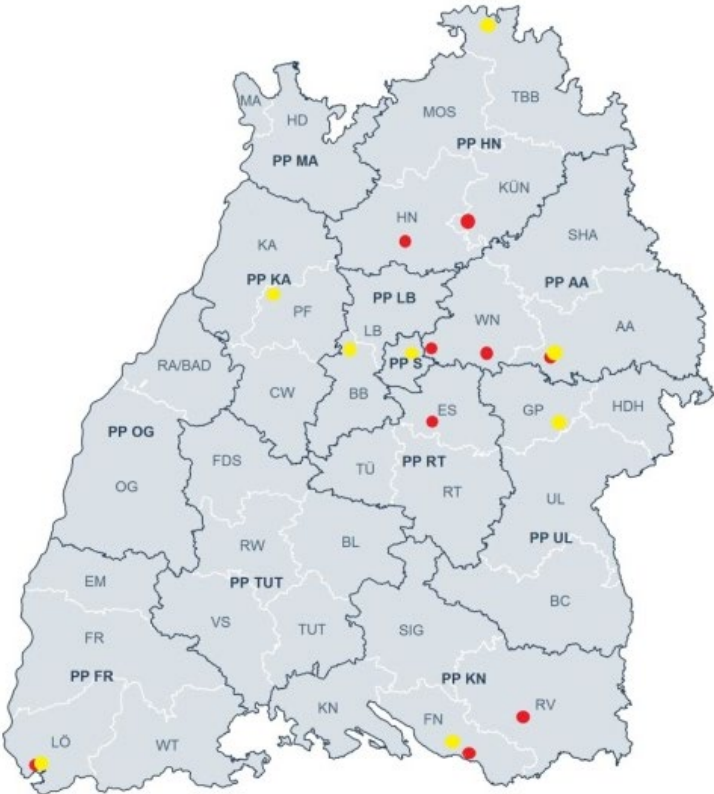 TBB
MA
MOS
HD
PP HN
PP MA
KÜN
HN
SHA
KA
PP KA
PP AA
PP LB
PF
WN
LB
AA
PP S
RA/BAD
CW
BB
ES
GP
HDH
PP OG
FDS
TÜ
PP RT
OG
RT
UL
RW
BL
PP UL
EM
PP TUT
BC
VS
TUT
SIG
FR
PP FR
PP KN
KN
RV
FN
LÖ
WT